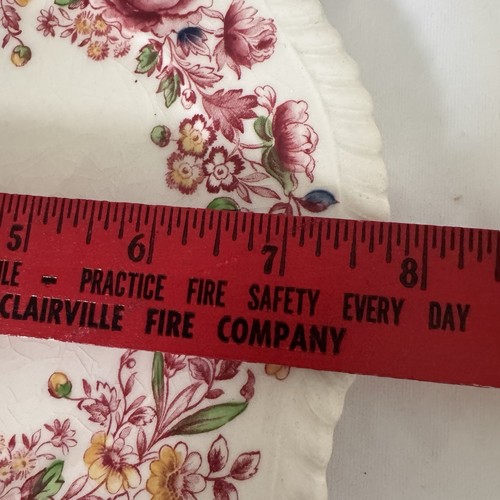 5 6 7 8
- PRACTICE FIRE SAFETY EVERY DAY
CLAIRVILLE FIRE COMPANY